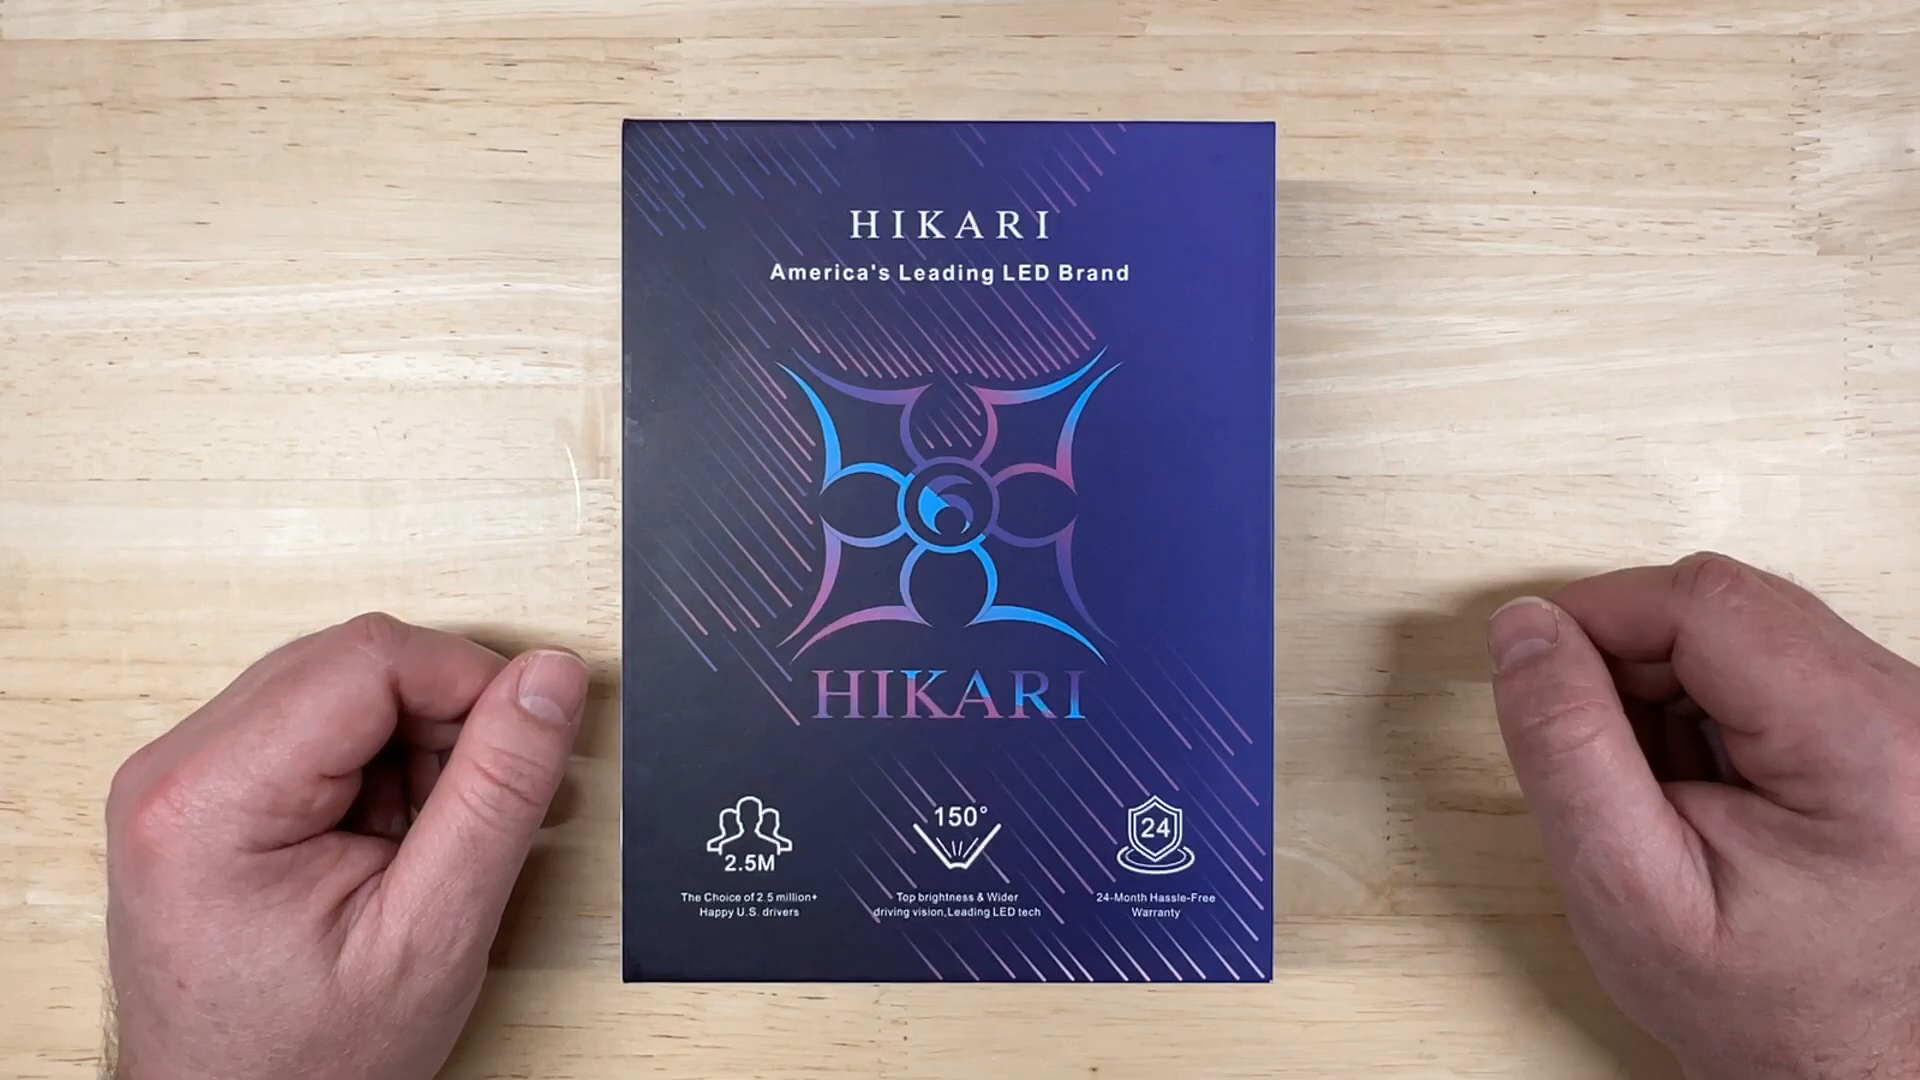 HIKARI
America's Leading LED Brand
HIKARI
2.5M
The Choice of 2.5 million+
Happy U.S. drivers
150°
Top brightness & Wider
driving vision,Leading LED tech
24
24-Month Hassle-Free
Warranty